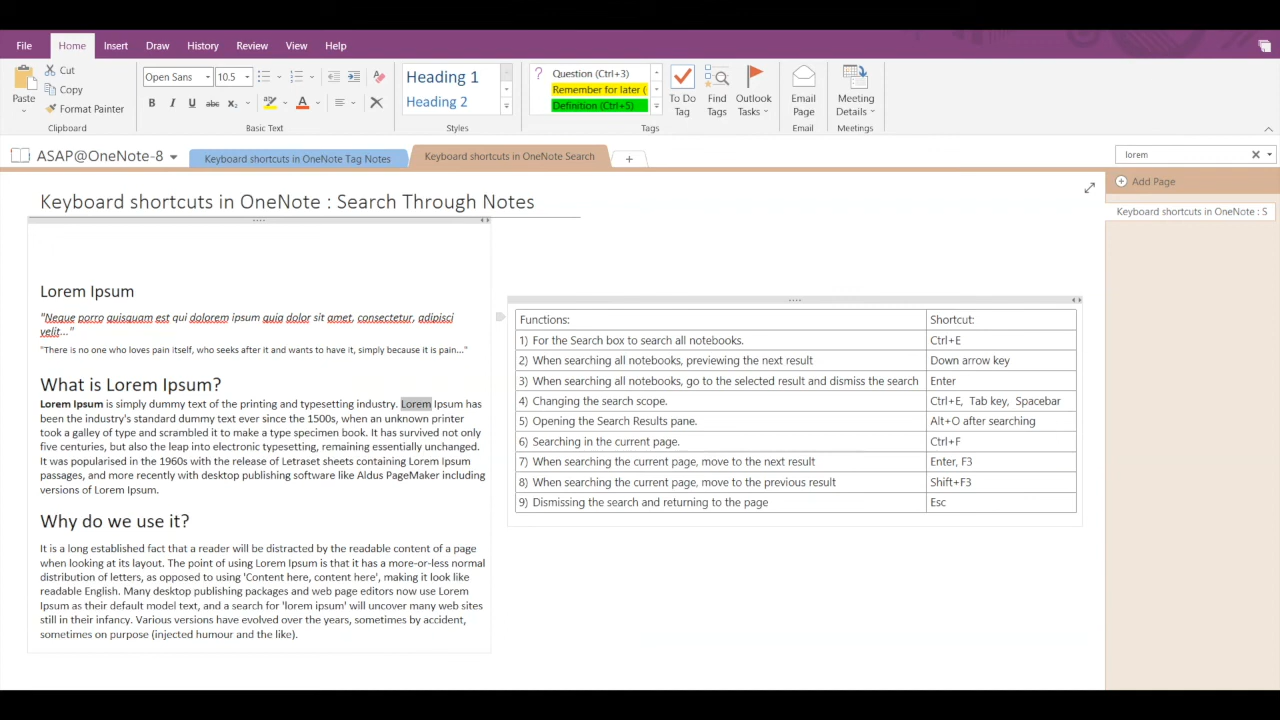 File Home Insert Draw History Review View Help
Paste
Cut
Copy
Format Painter
Clipboard
Open Sans 10.5
B I U abc X₂ A
Basic Text
Heading 1
Heading 2
Styles
? Question (Ctrl+3)
Remember for later (
Definition (Ctrl+5)
To Do Tag
Find Tags
Outlook Tasks
Tags
Email Page
Email
Meeting Details
Meetings
ASAP@OneNote-8
Keyboard shortcuts in OneNote Tag Notes
Keyboard shortcuts in OneNote Search
+
lorem
Add Page
Keyboard shortcuts in OneNote : S
Keyboard shortcuts in OneNote : Search Through Notes
Lorem Ipsum
"Neque porro quisquam est qui dolorem ipsum quia dolor sit amet, consectetur, adipisci
velit..."
"There is no one who loves pain itself, who seeks after it and wants to have it, simply because it is pain..."
What is Lorem Ipsum?
Lorem Ipsum is simply dummy text of the printing and typesetting industry. Lorem Ipsum has
been the industry's standard dummy text ever since the 1500s, when an unknown printer
took a galley of type and scrambled it to make a type specimen book. It has survived not only
five centuries, but also the leap into electronic typesetting, remaining essentially unchanged.
It was popularised in the 1960s with the release of Letraset sheets containing Lorem Ipsum
passages, and more recently with desktop publishing software like Aldus PageMaker including
versions of Lorem Ipsum.
Why do we use it?
It is a long established fact that a reader will be distracted by the readable content of a page
when looking at its layout. The point of using Lorem Ipsum is that it has a more-or-less normal
distribution of letters, as opposed to using 'Content here, content here', making it look like
readable English. Many desktop publishing packages and web page editors now use Lorem
Ipsum as their default model text, and a search for 'lorem ipsum' will uncover many web sites
still in their infancy. Various versions have evolved over the years, sometimes by accident,
sometimes on purpose (injected humour and the like).
Functions: Shortcut:
1) For the Search box to search all notebooks. Ctrl+E
2) When searching all notebooks, previewing the next result Down arrow key
3) When searching all notebooks, go to the selected result and dismiss the search Enter
4) Changing the search scope. Ctrl+E, Tab key, Spacebar
5) Opening the Search Results pane. Alt+O after searching
6) Searching in the current page. Ctrl+F
7) When searching the current page, move to the next result Enter, F3
8) When searching the current page, move to the previous result Shift+F3
9) Dismissing the search and returning to the page Esc